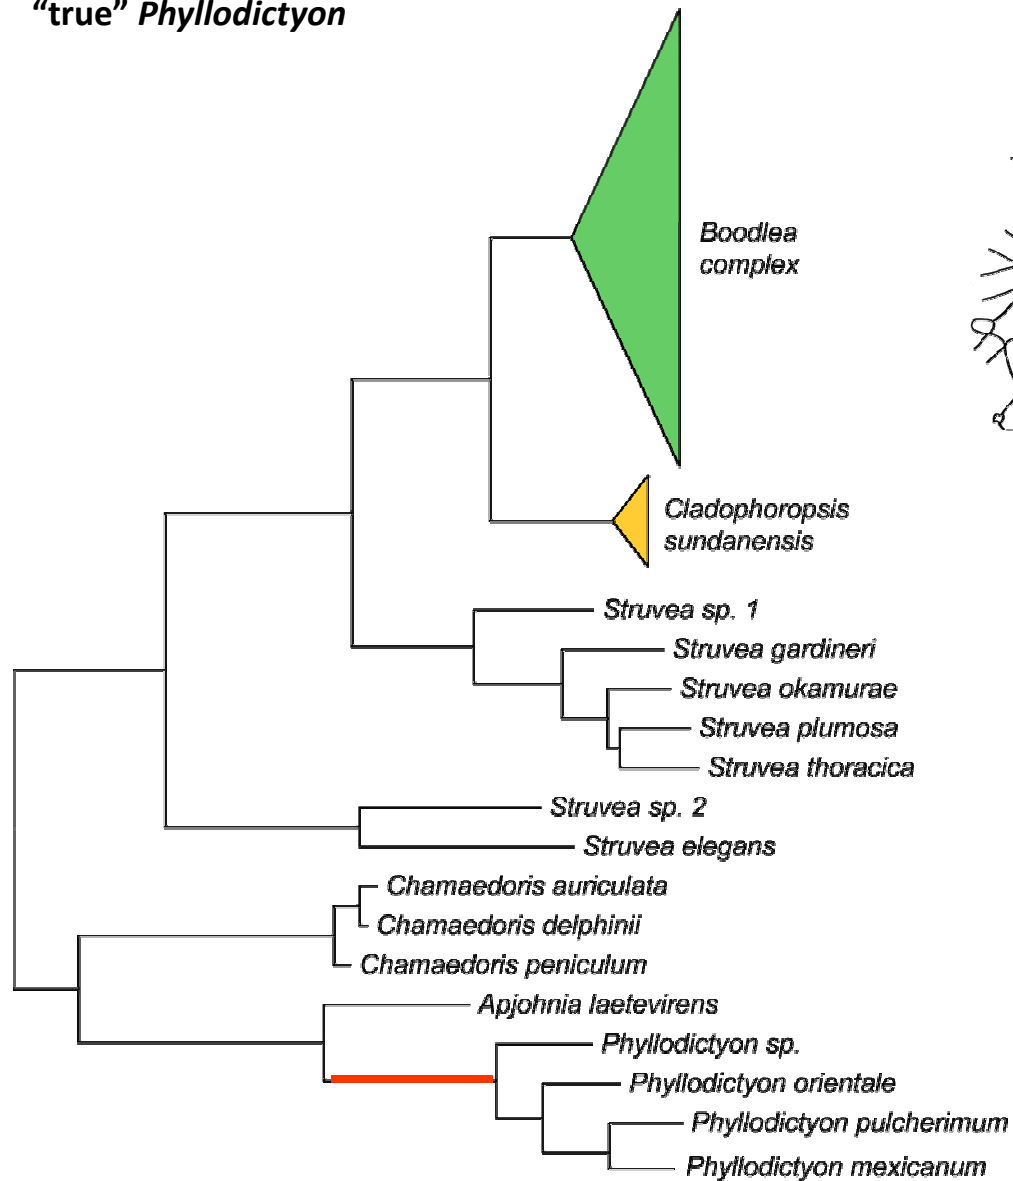 “true” Phyllodictyon
Boodlea
complex
Cladophoropsis
sundanensis
Struvea sp. 1
Struvea gardineri
Struvea okamurae
Struvea plumosa
Struvea thoracica
Struvea sp. 2
Struvea elegans
Chamaedoris auriculata
Chamaedoris delphinii
Chamaedoris peniculum
Apjohnia laetevirens
Phyllodictyon sp.
Phyllodictyon orientale
Phyllodictyon pulcherimum
Phyllodictyon mexicanum